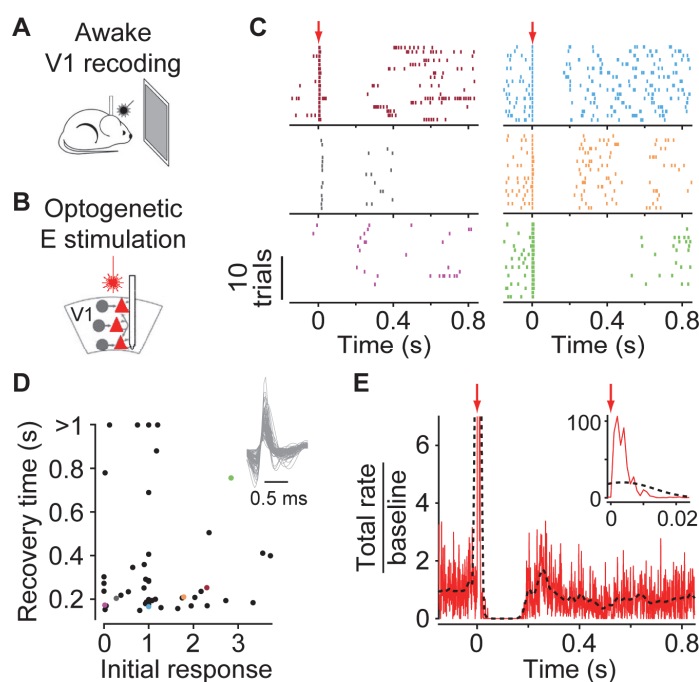 A
Awake
V1 recoding
B
Optogenetic
E stimulation
V1
C
10
trials
0 0.4 0.8
Time (s)
0 0.4 0.8
Time (s)
D
Recovery time (s)
>1
0.8
0.6
0.4
0.2
0 1 2 3
Initial response
0.5 ms
E
Total rate
baseline
6
4
2
0
0 0.4 0.8
Time (s)
100
0
0 0.02